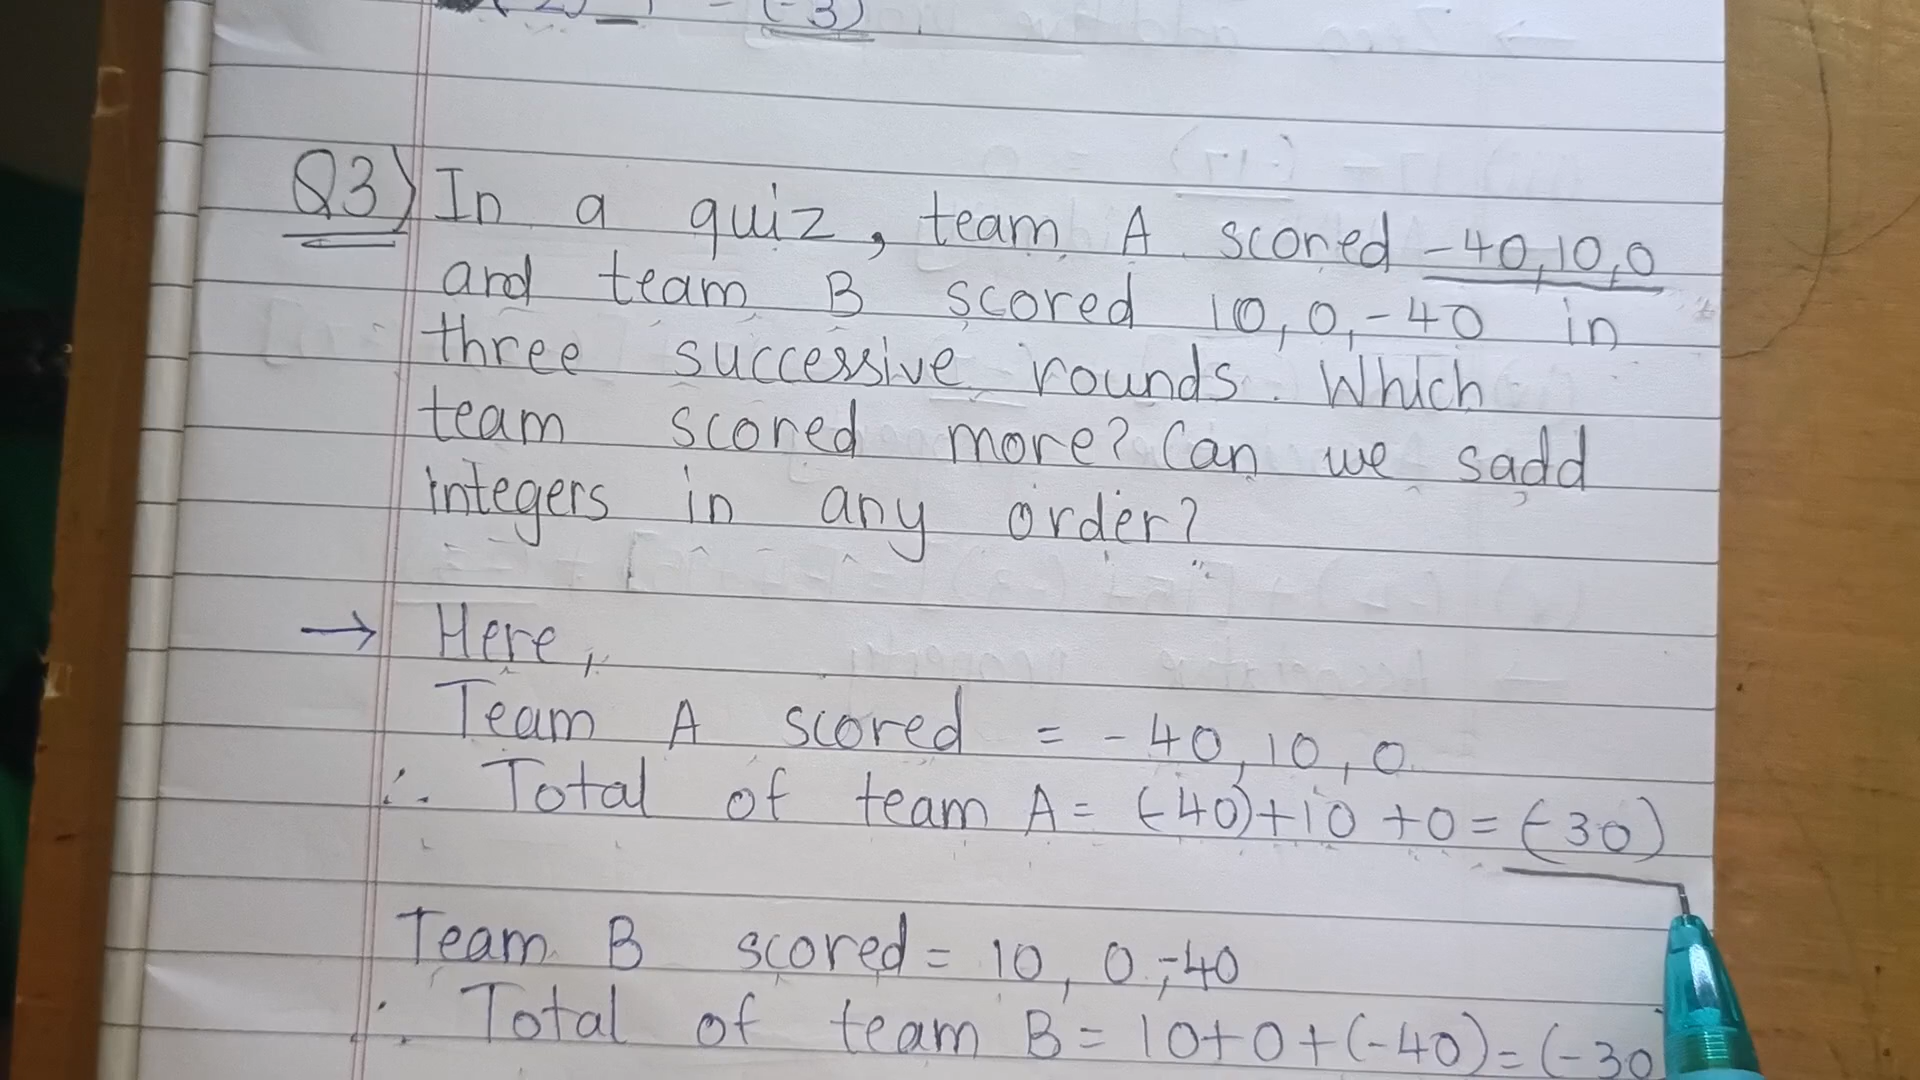 (-3)
Q3) In a quiz, team A scored -40,10,0
and team B scored 10, 0, -40 in
three successive rounds. Which
team scored more? Can we sadd
integers in any order?
→ Here,
Team A scored = -40, 10, 0
∴ Total of team A = (-40)+10 +0 = (-30)
Team B scored = 10, 0, -40
∴ Total of team B = 10+0+(-40) = (-30